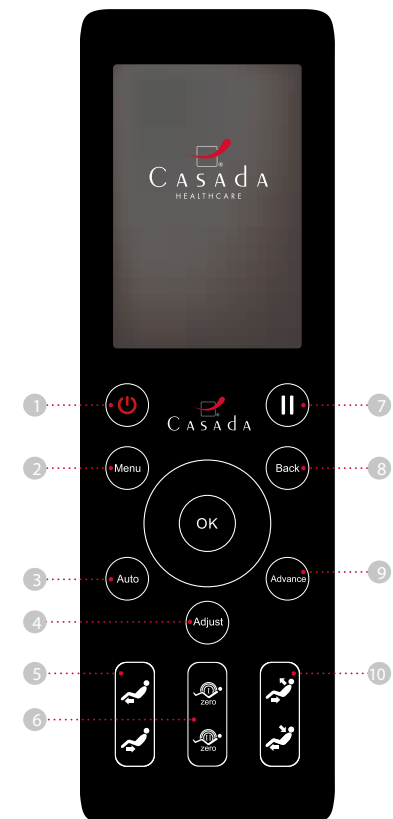 CASADA
HEALTHCARE
1
7
CASADA
2
Menu
Back
8
OK
3
Auto
Advance
9
4
Adjust
5
10
zero
6
zero